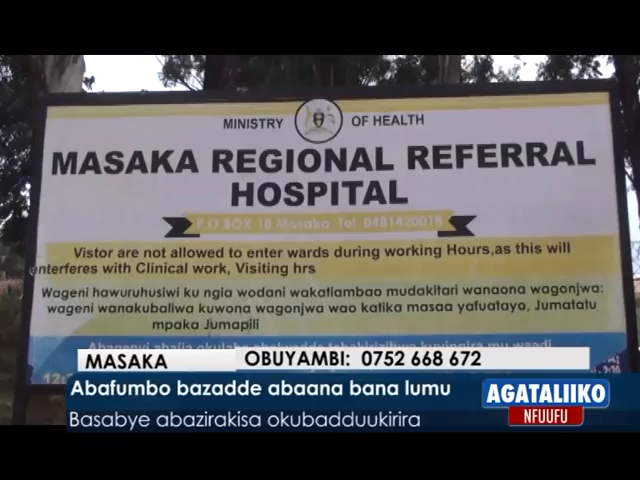 MINISTRY OF HEALTH
MASAKA REGIONAL REFERRAL
HOSPITAL
P.O BOX 18 Masaka Tel: 0481420018
Vistor are not allowed to enter wards during working Hours,as this will
enterferes with Clinical work, Visiting hrs
Wageni hawuruhusiwi ku ngia wodani wakatiambao mudakitari wanaona wagonjwa:
wageni wanakubaliwa kuwona wagonjwa wao katika masaa yafuatayo, Jumatatu
mpaka Jumapili
MASAKA
OBUYAMBI: 0752 668 672
Abafumbo bazadde abaana bana lumu
Basabye abazirakisa okubadduukirira
AGATALIIKO
NFUUFU